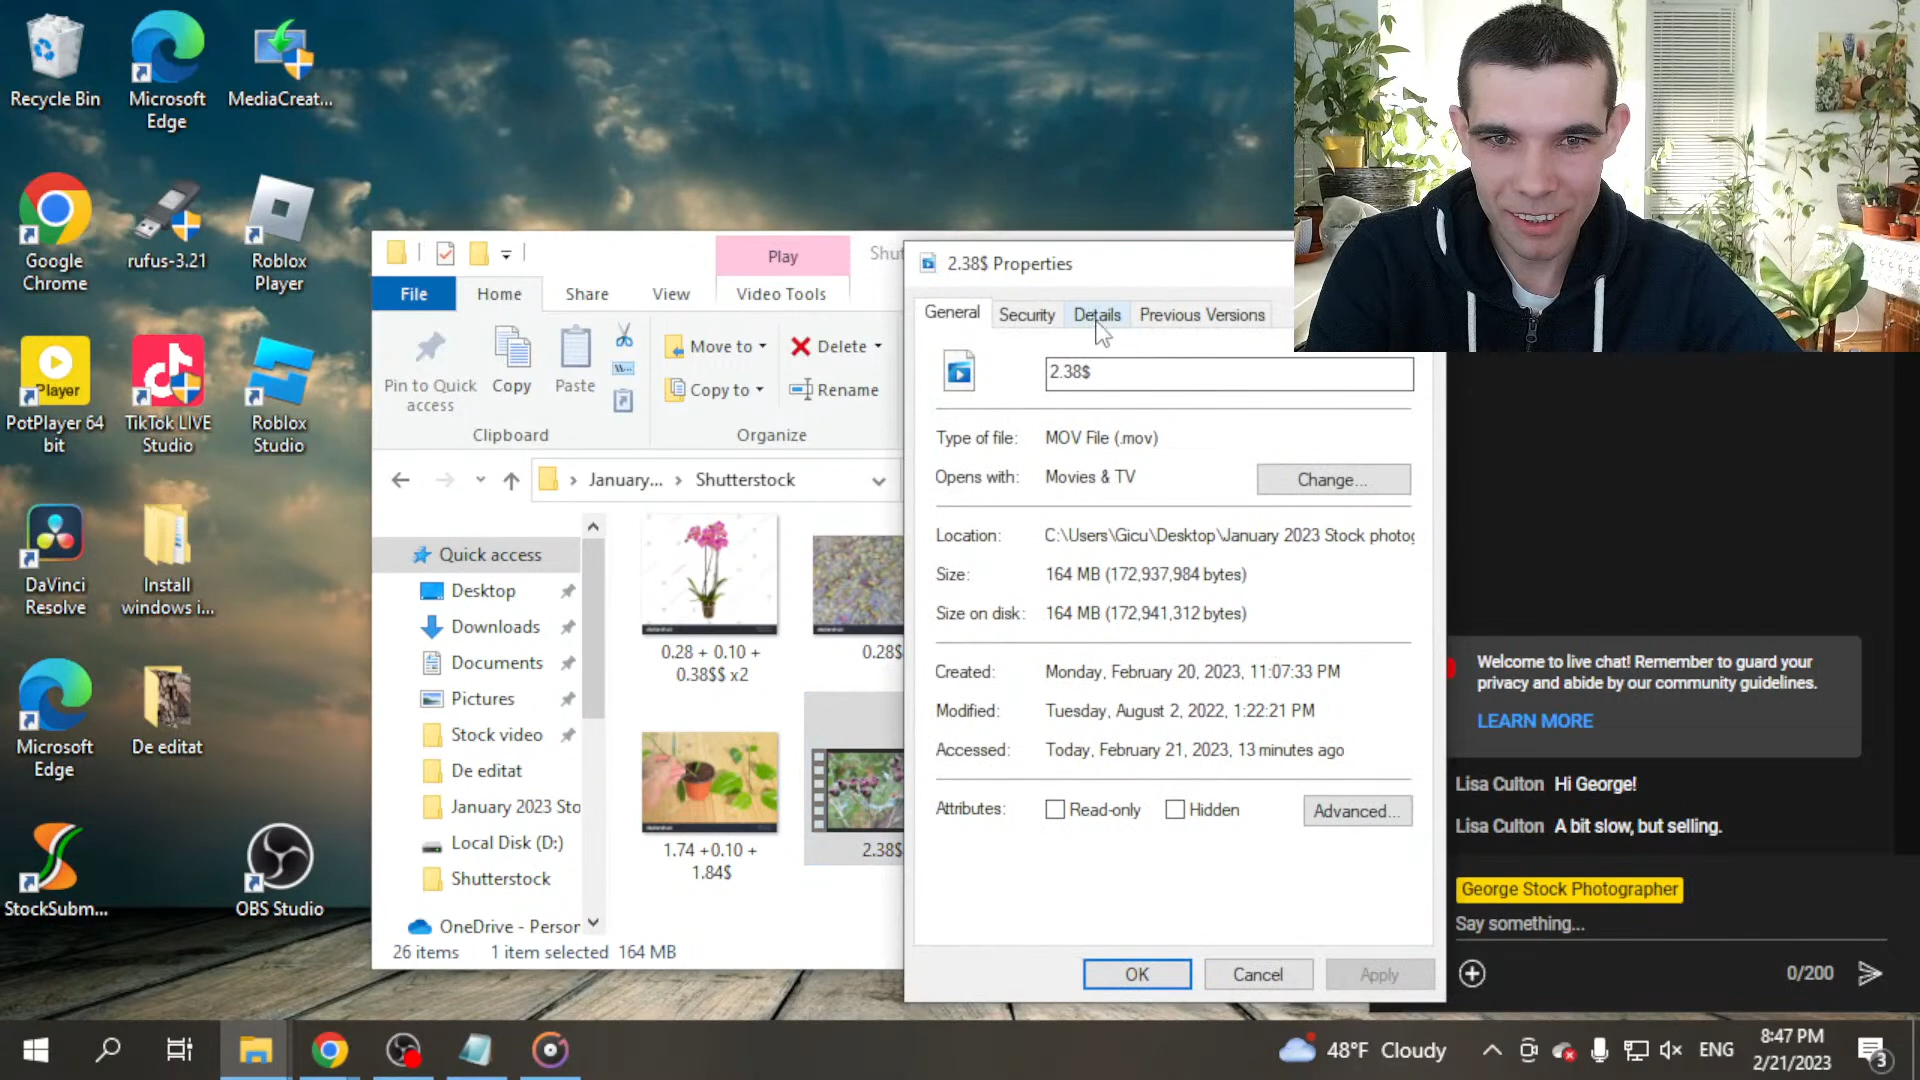 Recycle Bin
Microsoft
Edge
MediaCreat...
Google
Chrome
rufus-3.21
Roblox
Player
Player
PotPlayer 64
bit
TikTok LIVE
Studio
Roblox
Studio
DaVinci
Resolve
Install
windows i...
Microsoft
Edge
De editat
StockSubm...
OBS Studio
Play
Shut
File
Home
Share
View
Video Tools
Pin to Quick
access
Copy
Paste
Move to
Copy to
Delete
Rename
Clipboard
Organize
January...
Shutterstock
Quick access
Desktop
Downloads
Documents
Pictures
Stock video
De editat
January 2023 Sto
Local Disk (D:)
Shutterstock
OneDrive - Person
0.28 + 0.10 +
0.38$$ x2
0.28$
1.74 +0.10 +
1.84$
2.38$
26 items
1 item selected
164 MB
2.38$ Properties
General
Security
Details
Previous Versions
2.38$
Type of file:
MOV File (.mov)
Opens with:
Movies & TV
Change...
Location:
C:\Users\Gicu\Desktop\January 2023 Stock photog
Size:
164 MB (172,937,984 bytes)
Size on disk:
164 MB (172,941,312 bytes)
Created:
Monday, February 20, 2023, 11:07:33 PM
Modified:
Tuesday, August 2, 2022, 1:22:21 PM
Accessed:
Today, February 21, 2023, 13 minutes ago
Attributes:
Read-only
Hidden
Advanced...
OK
Cancel
Apply
Welcome to live chat! Remember to guard your
privacy and abide by our community guidelines.
LEARN MORE
Lisa Culton Hi George!
Lisa Culton A bit slow, but selling.
George Stock Photographer
Say something...
0/200
48°F Cloudy
ENG
8:47 PM
2/21/2023
3